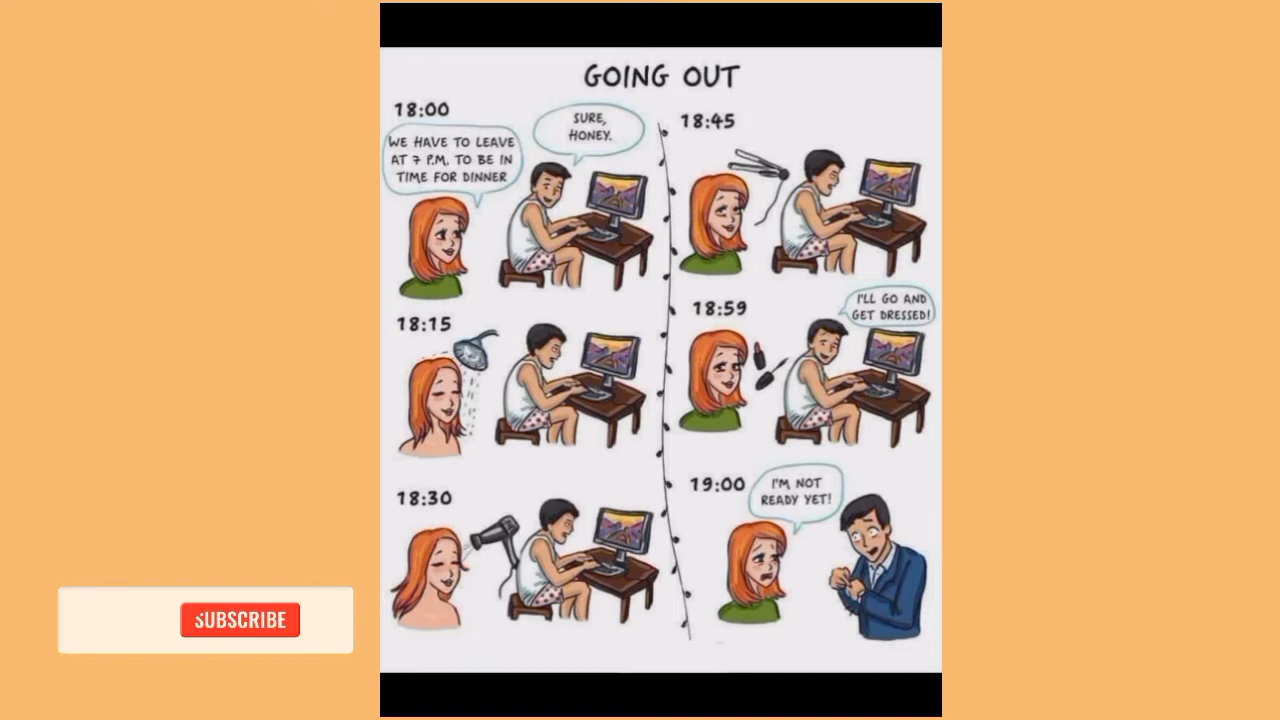 GOING OUT
18:00
WE HAVE TO LEAVE
AT 7 P.M. TO BE IN
TIME FOR DINNER
SURE,
HONEY.
18:15
18:30
18:45
18:59
I'LL GO AND
GET DRESSED!
19:00
I'M NOT
READY YET!
SUBSCRIBE